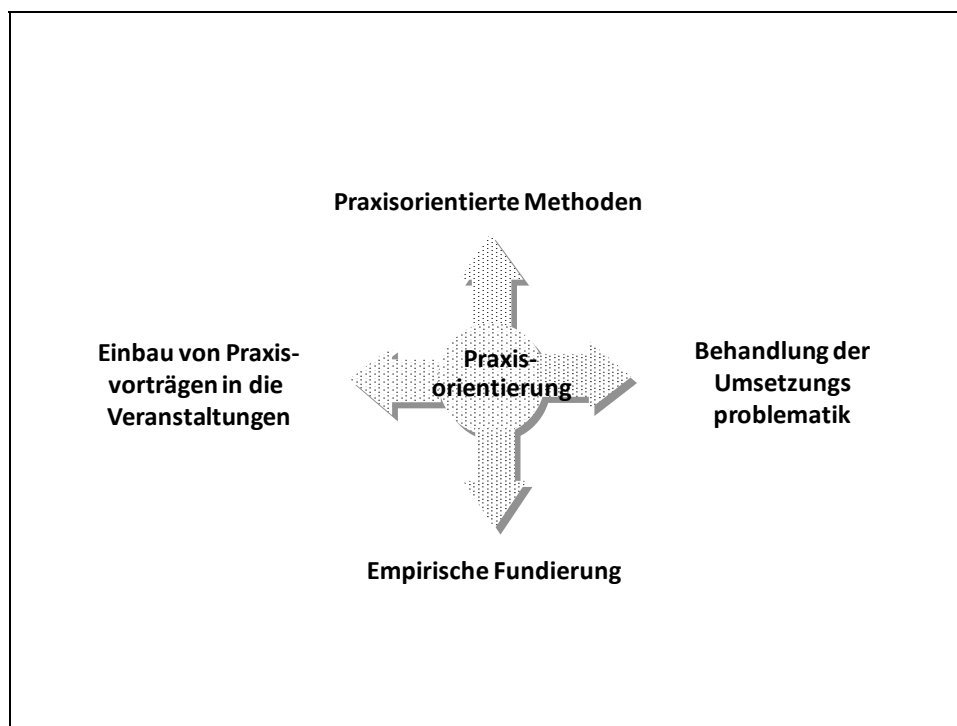 Praxisorientierte Methoden
Einbau von Praxis-
vorträgen in die
Veranstaltungen
Praxis-
orientierung
Behandlung der
Umsetzungs
problematik
Empirische Fundierung